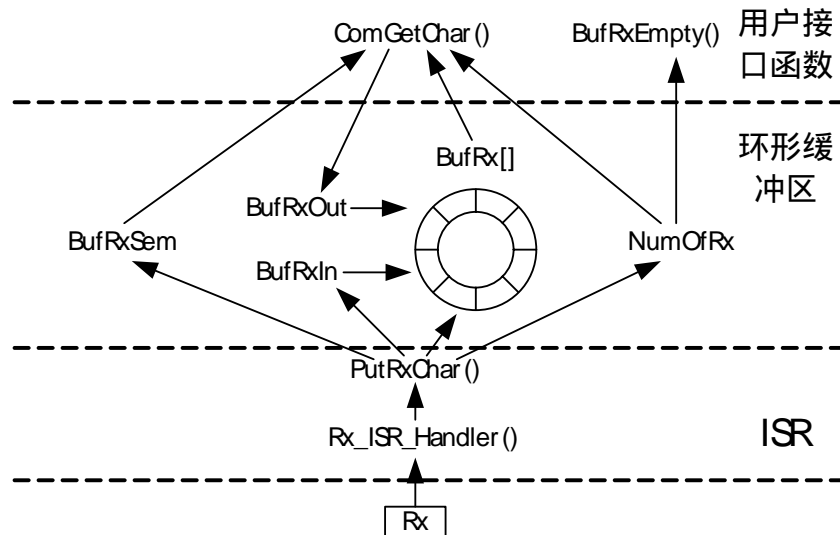 ComGetChar()
BufRxEmpty()
用户接
口函数
BufRx[]
环形缓
冲区
BufRxOut
BufRxSem
NumOfRx
BufRxIn
PutRxChar()
Rx_ISR_Handler()
ISR
Rx